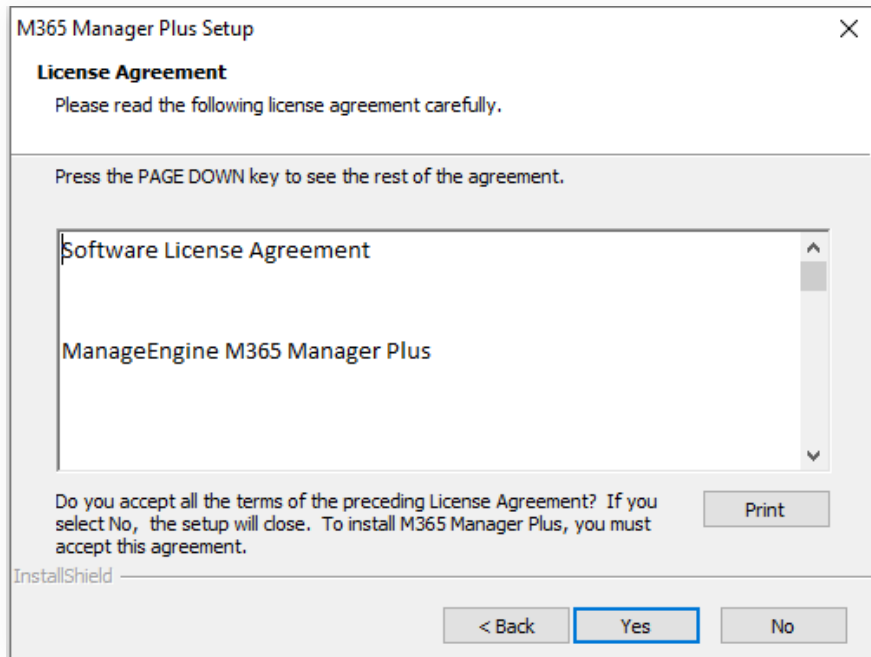 M365 Manager Plus Setup
License Agreement
Please read the following license agreement carefully.
Press the PAGE DOWN key to see the rest of the agreement.
Software License Agreement
ManageEngine M365 Manager Plus
Do you accept all the terms of the preceding License Agreement?  If you
select No,  the setup will close.  To install M365 Manager Plus, you must
accept this agreement.
Print
InstallShield
< Back
Yes
No